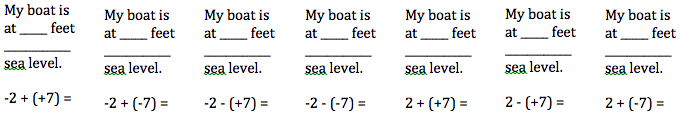 My boat is
at ____ feet
__________
sea level.
-2 + (+7) =
My boat is
at ____ feet
__________
sea level.
-2 + (-7) =
My boat is
at ____ feet
__________
sea level.
-2 - (+7) =
My boat is
at ____ feet
__________
sea level.
-2 - (-7) =
My boat is
at ____ feet
__________
sea level.
2 + (+7) =
My boat is
at ____ feet
__________
sea level.
2 - (+7) =
My boat is
at ____ feet
__________
sea level.
2 + (-7) =